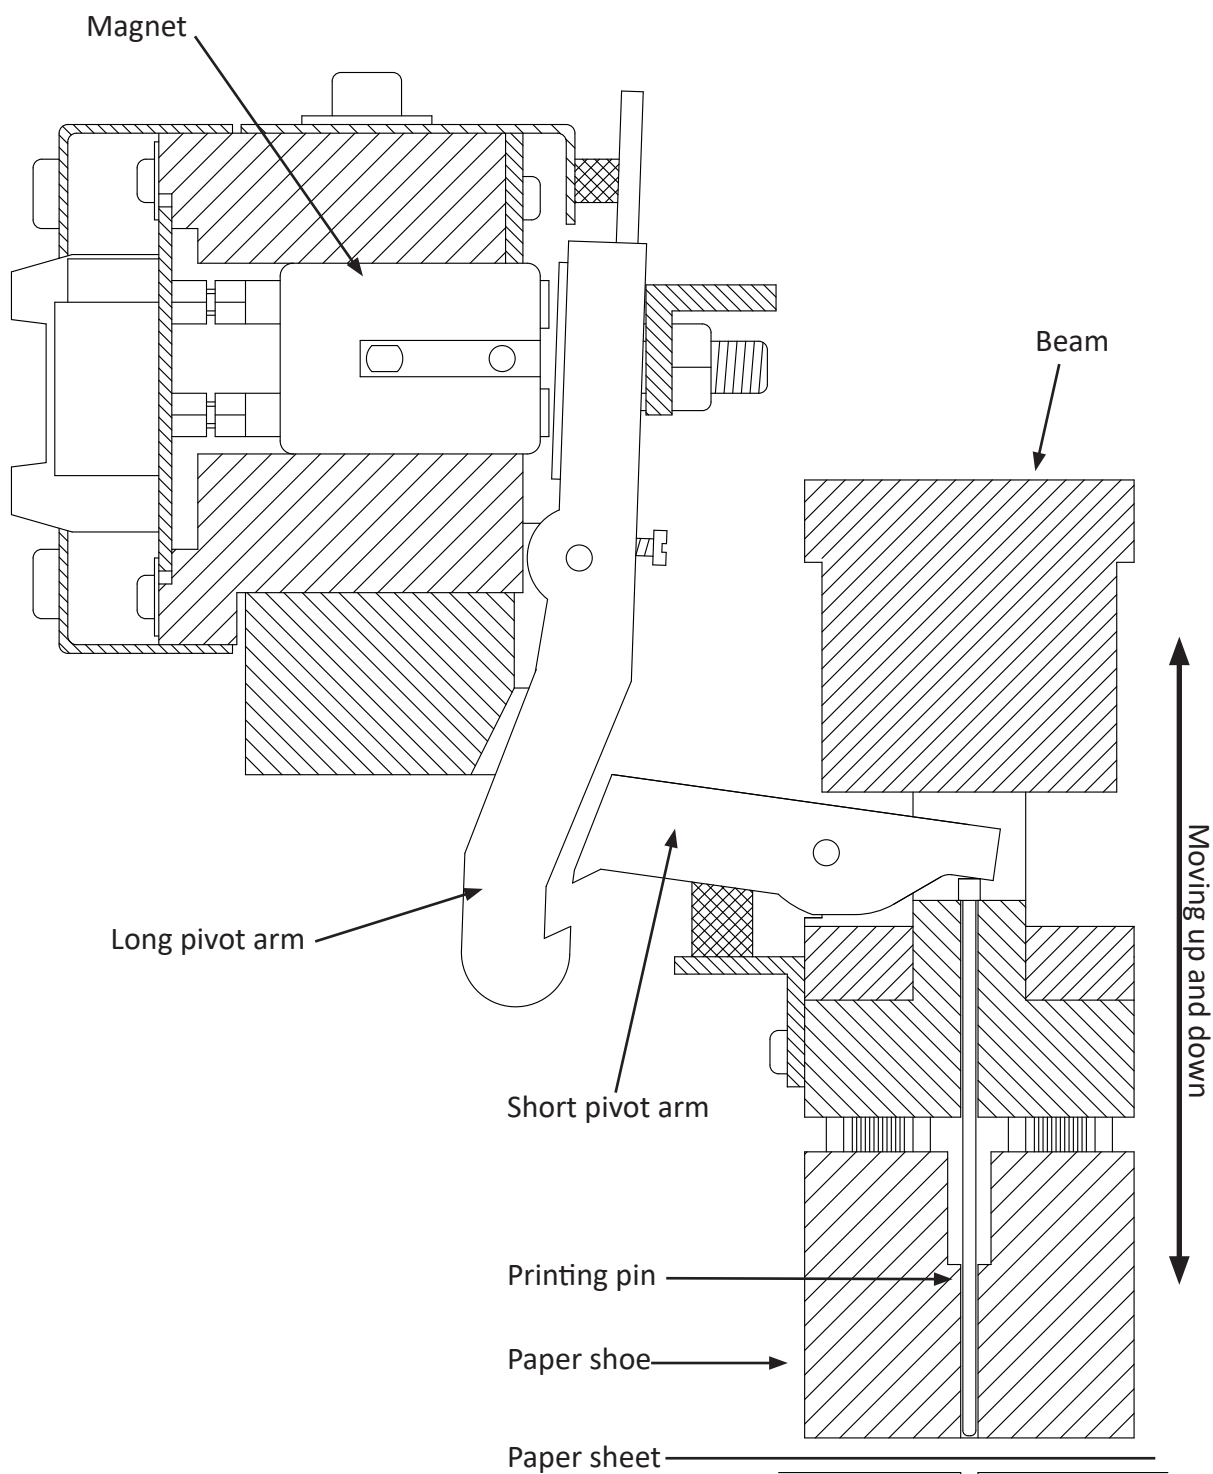 Magnet
Beam
Moving up and down
Long pivot arm
Short pivot arm
Printing pin
Paper shoe
Paper sheet